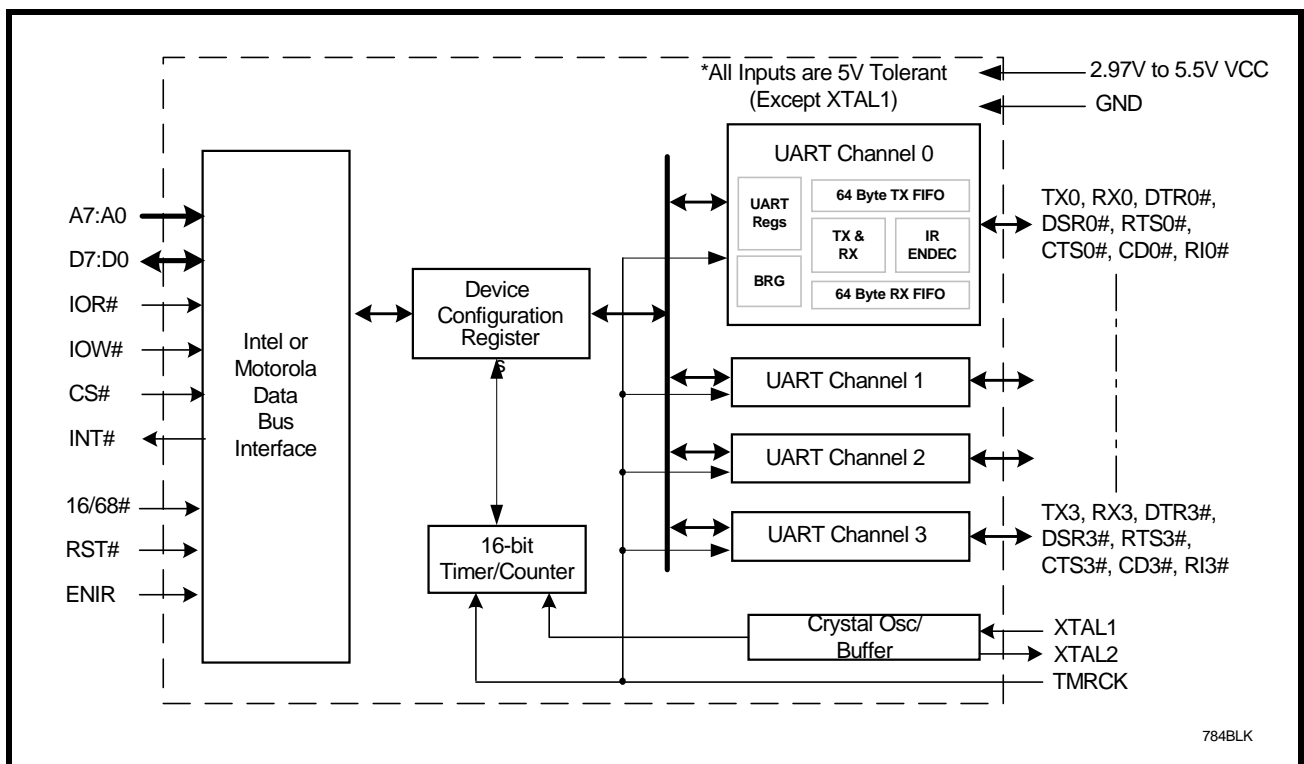 *All Inputs are 5V Tolerant
(Except XTAL1)
2.97V to 5.5V VCC
GND
A7:A0
D7:D0
IOR#
IOW#
CS#
INT#
16/68#
RST#
ENIR
Intel or
Motorola
Data
Bus
Interface
Device
Configuration
Register
s
16-bit
Timer/Counter
UART Channel 0
UART
Regs
BRG
64 Byte TX FIFO
TX &
RX
IR
ENDEC
64 Byte RX FIFO
UART Channel 1
UART Channel 2
UART Channel 3
Crystal Osc/
Buffer
TX0, RX0, DTR0#,
DSR0#, RTS0#,
CTS0#, CD0#, RI0#
TX3, RX3, DTR3#,
DSR3#, RTS3#,
CTS3#, CD3#, RI3#
XTAL1
XTAL2
TMRCK
784BLK